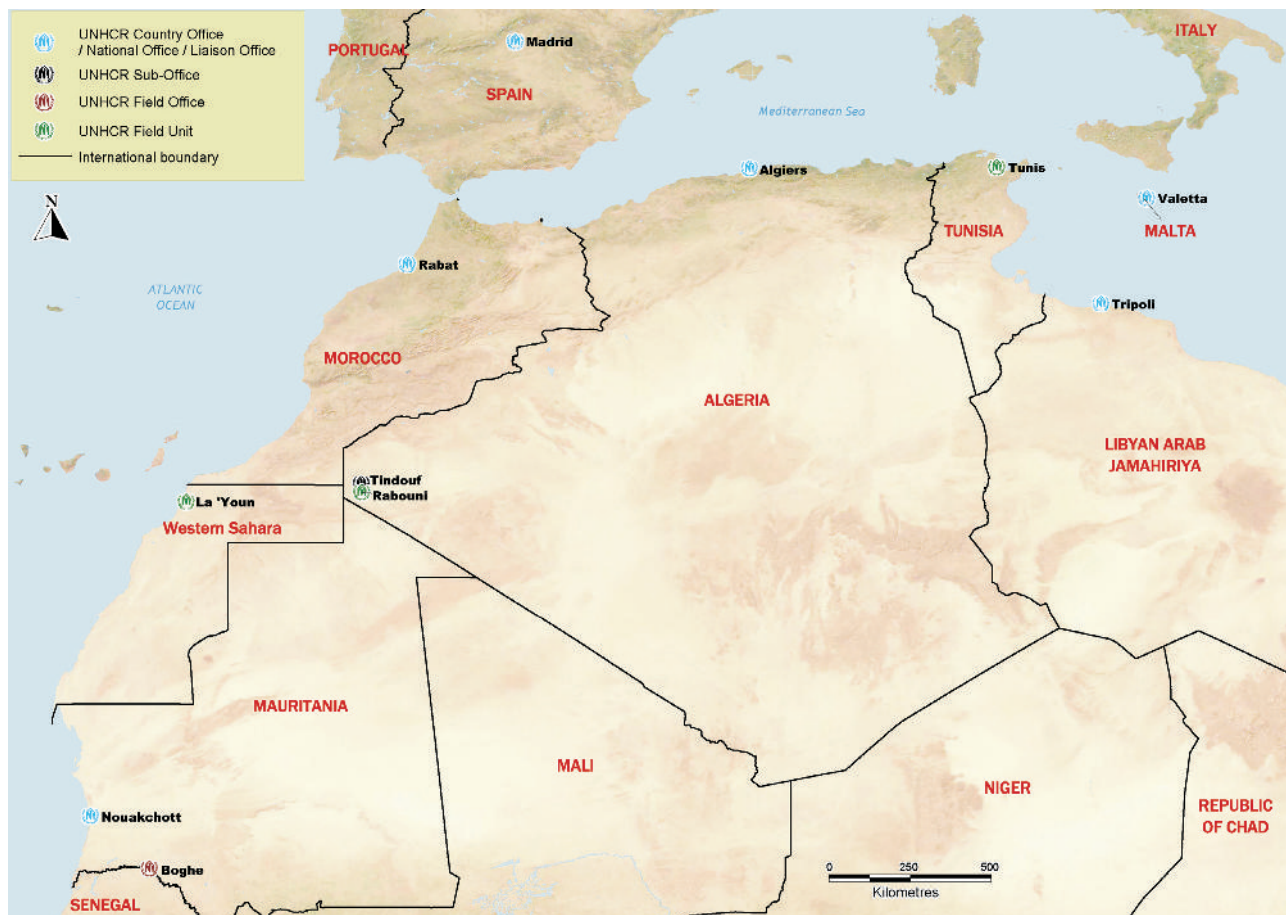 UNHCR Country Office
/ National Office / Liaison Office
UNHCR Sub-Office
UNHCR Field Office
UNHCR Field Unit
International boundary
N
PORTUGAL
Madrid
SPAIN
ITALY
Mediterranean Sea
Algiers
Tunis
Valetta
TUNISIA
MALTA
Rabat
ATLANTIC
OCEAN
Tripoli
MOROCCO
ALGERIA
LIBYAN ARAB
JAMAHIRIYA
Tindouf
Rabouni
La 'Youn
Western Sahara
MAURITANIA
MALI
NIGER
REPUBLIC
OF CHAD
Nouakchott
Boghe
SENEGAL
0 250 500
Kilometres